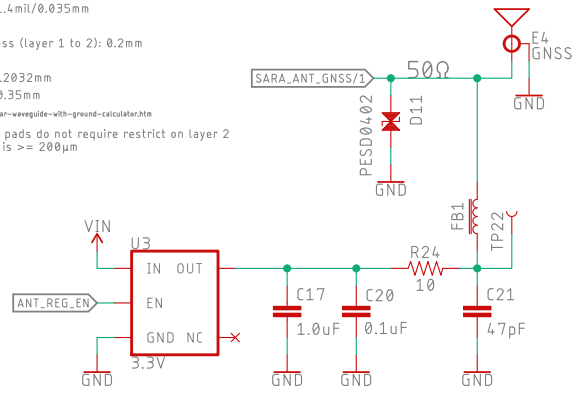 .4mil/0.035mm
ess (layer 1 to 2): 0.2mm
.2032mm
0.35mm
ar-waveguide-with-ground-calculator.htm
pads do not require restrict on layer 2
is >= 200µm
E4
GNSS
SARA_ANT_GNSS/1
50Ω
GND
PESD0402
D11
GND
VIN
U3
FB1
TP22
IN OUT
R24
10
ANT_REG_EN
EN
C17
C20
C21
1.0uF
0.1uF
47pF
GND NC
3.3V
GND
GND
GND
GND